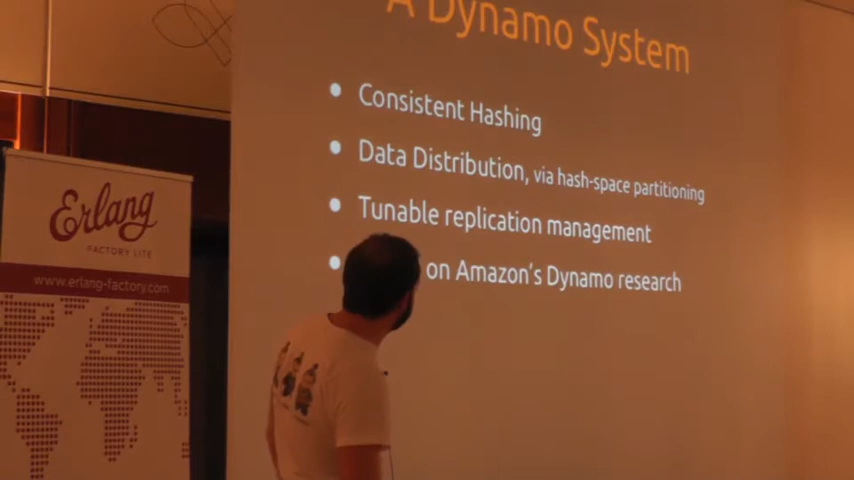 A Dynamo System
Consistent Hashing
Data Distribution, via hash-space partitioning
Tunable replication management
on Amazon's Dynamo research
Erlang
FACTORY LITE
www.erlang-factory.com